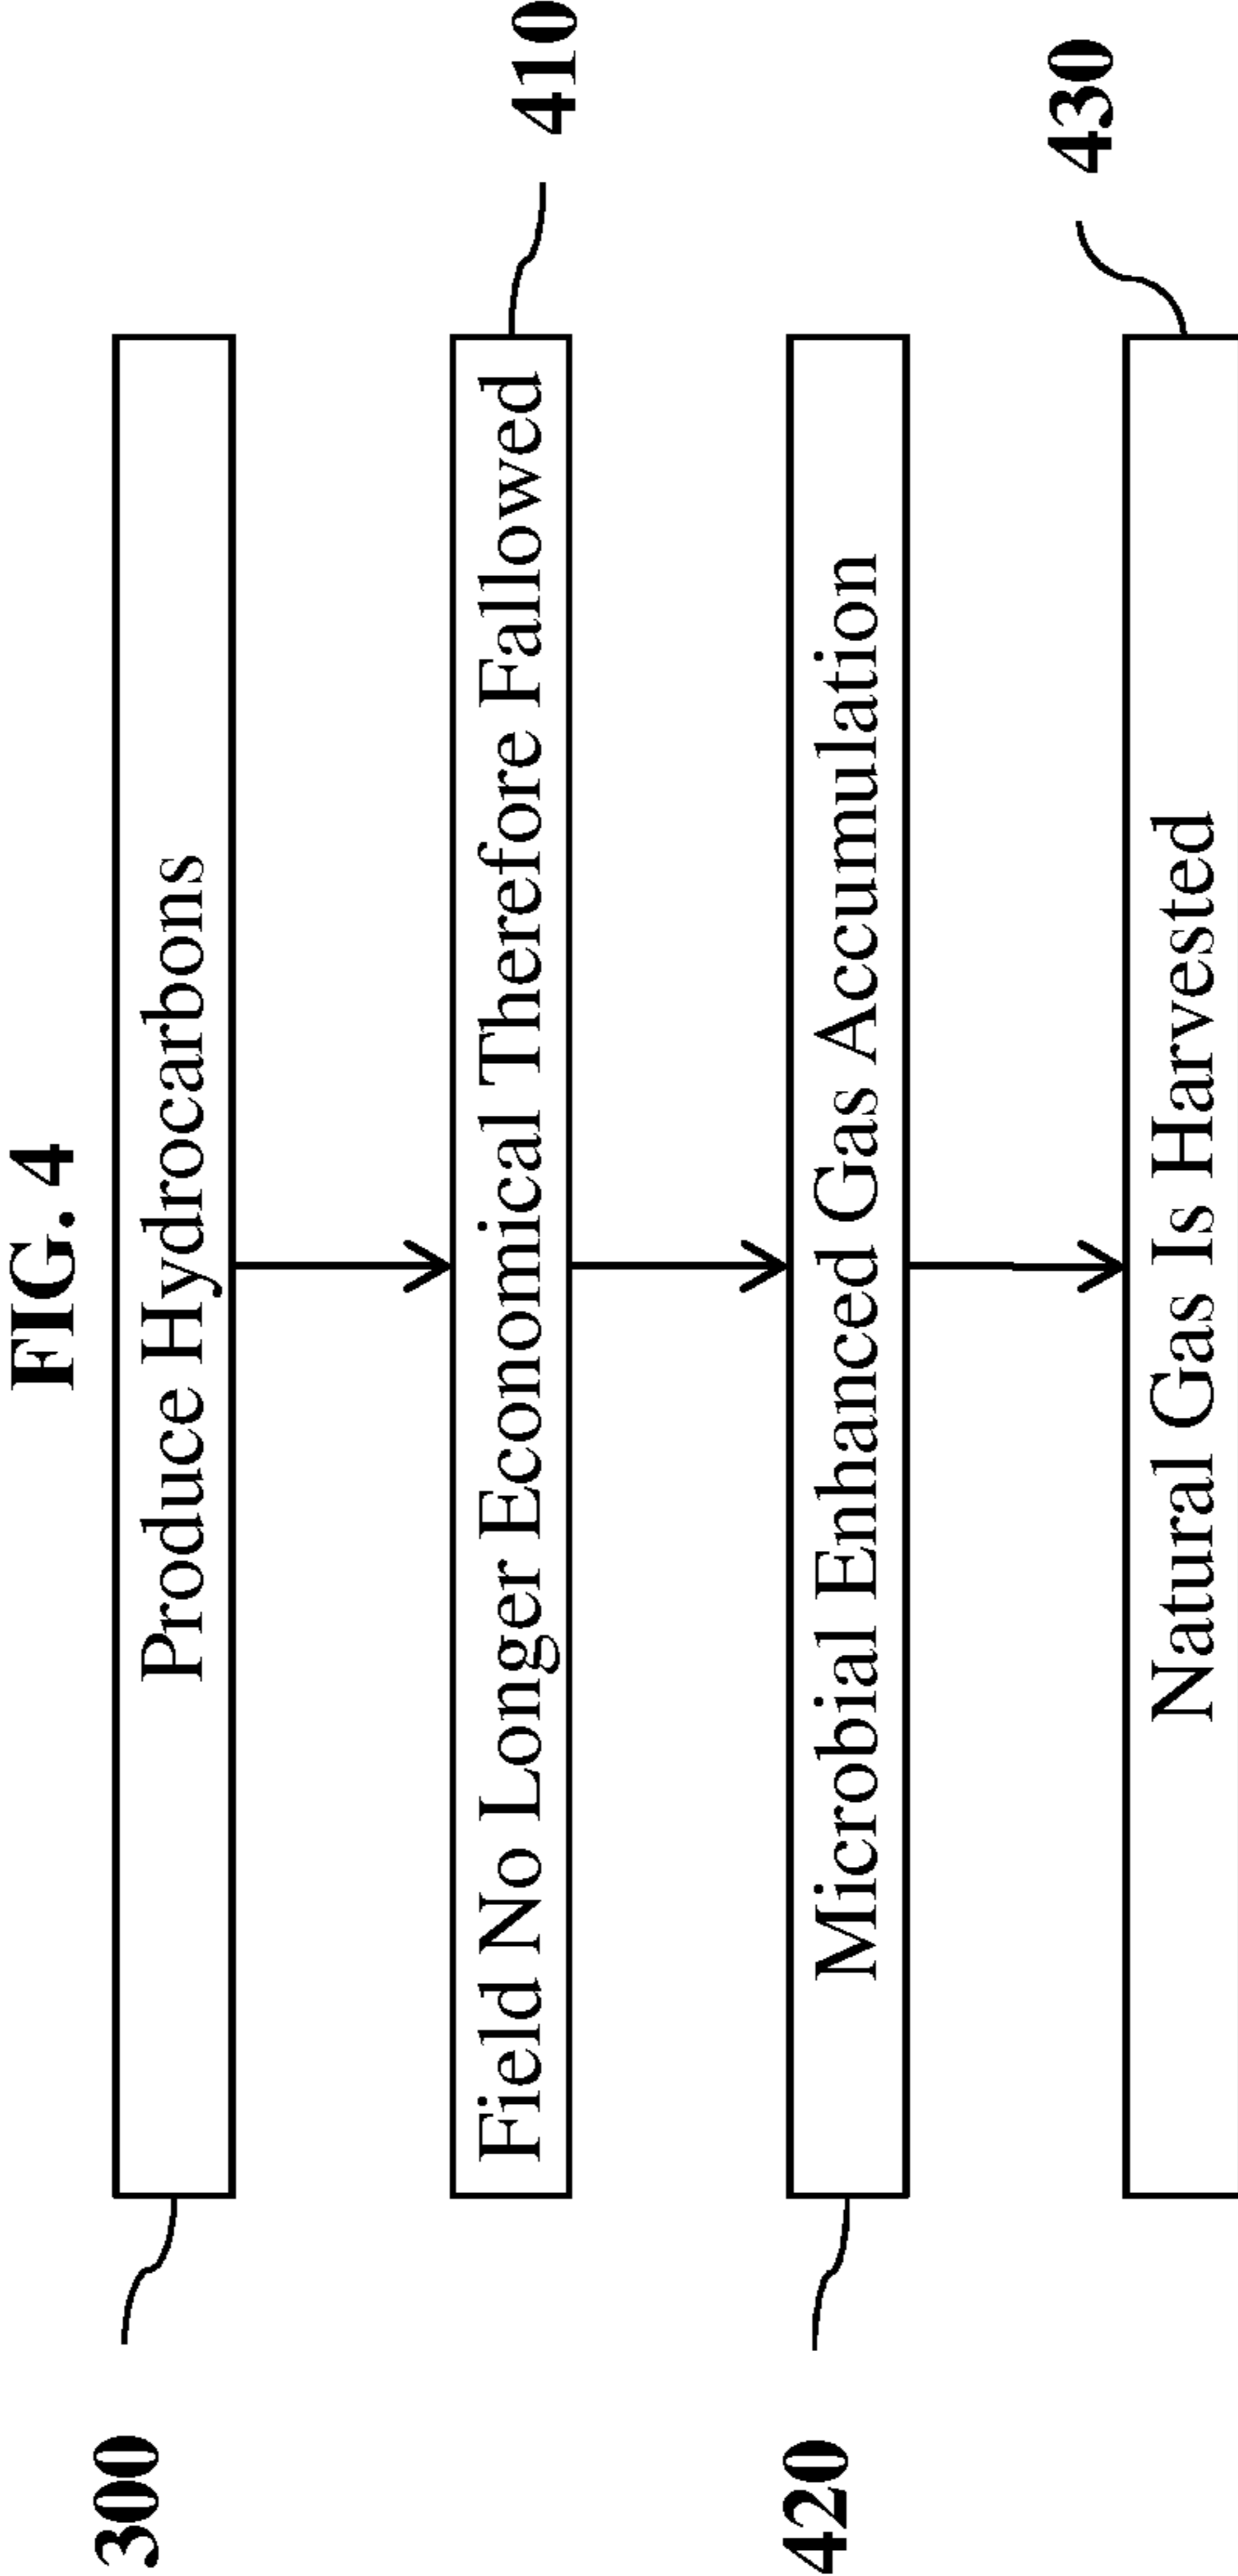 FIG. 4
300
Produce Hydrocarbons
Field No Longer Economical Therefore Fallowed
410
420
Microbial Enhanced Gas Accumulation
Natural Gas Is Harvested
430